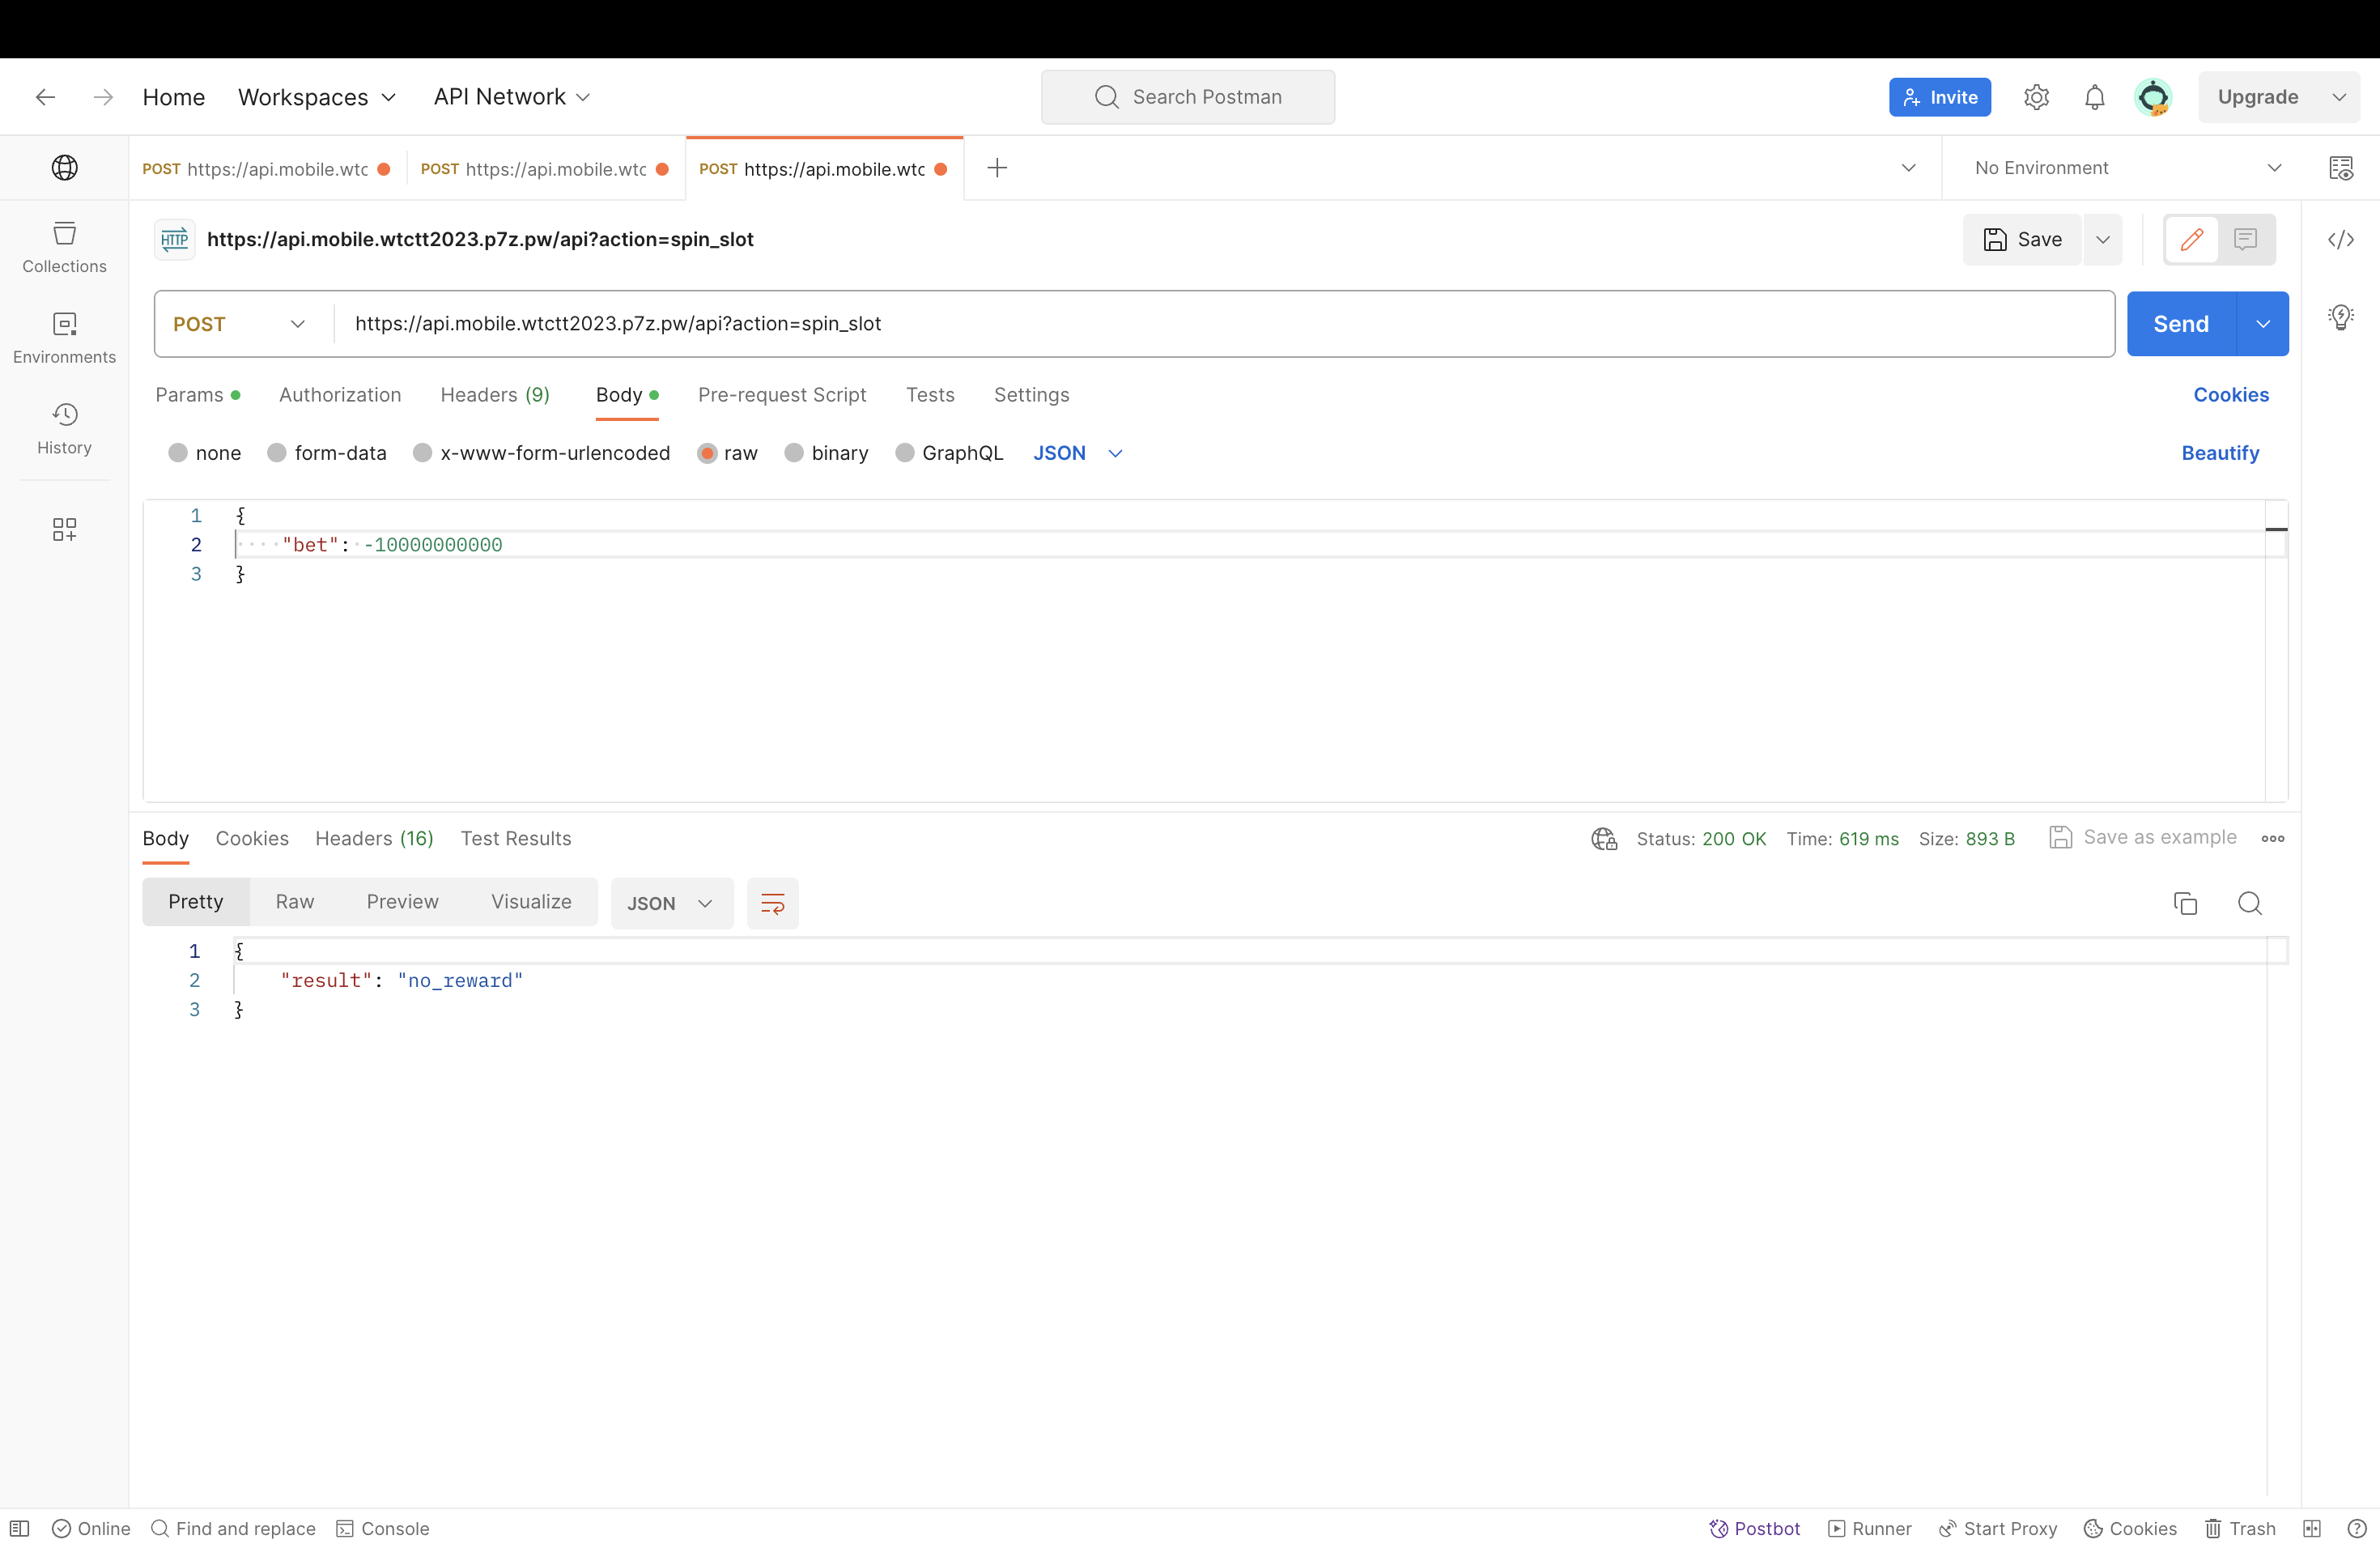 Home Workspaces API Network Search Postman Invite Upgrade
POST https://api.mobile.wtc POST https://api.mobile.wtc POST https://api.mobile.wtc No Environment
HTTP https://api.mobile.wtctt2023.p7z.pw/api?action=spin_slot Save
Collections
Environments
History
POST https://api.mobile.wtctt2023.p7z.pw/api?action=spin_slot Send
Params Authorization Headers (9) Body Pre-request Script Tests Settings Cookies
none form-data x-www-form-urlencoded raw binary GraphQL JSON Beautify
1 {
2 "bet": -10000000000
3 }
Body Cookies Headers (16) Test Results Status: 200 OK Time: 619 ms Size: 893 B Save as example
Pretty Raw Preview Visualize JSON
1 {
2 "result": "no_reward"
3 }
Online Find and replace Console Postbot Runner Start Proxy Cookies Trash